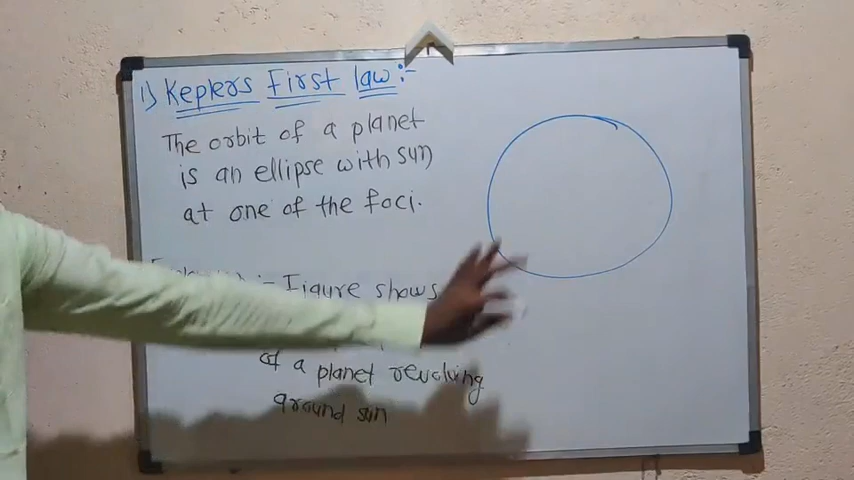 1) Keplers First law :-
The orbit of a planet
is an ellipse with sun
at one of the foci.
:- Figure shows
of a planet revolving
around sun